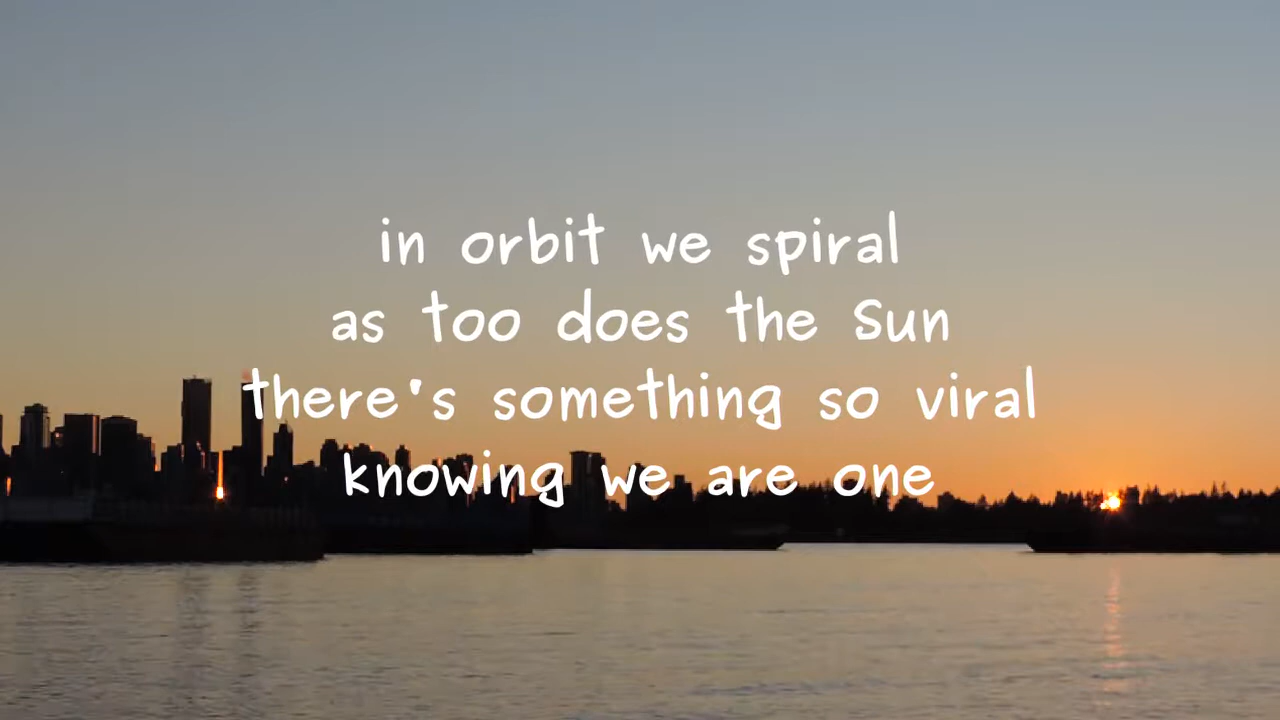 in orbit we spiral
as too does the Sun
there's something so viral
knowing we are one